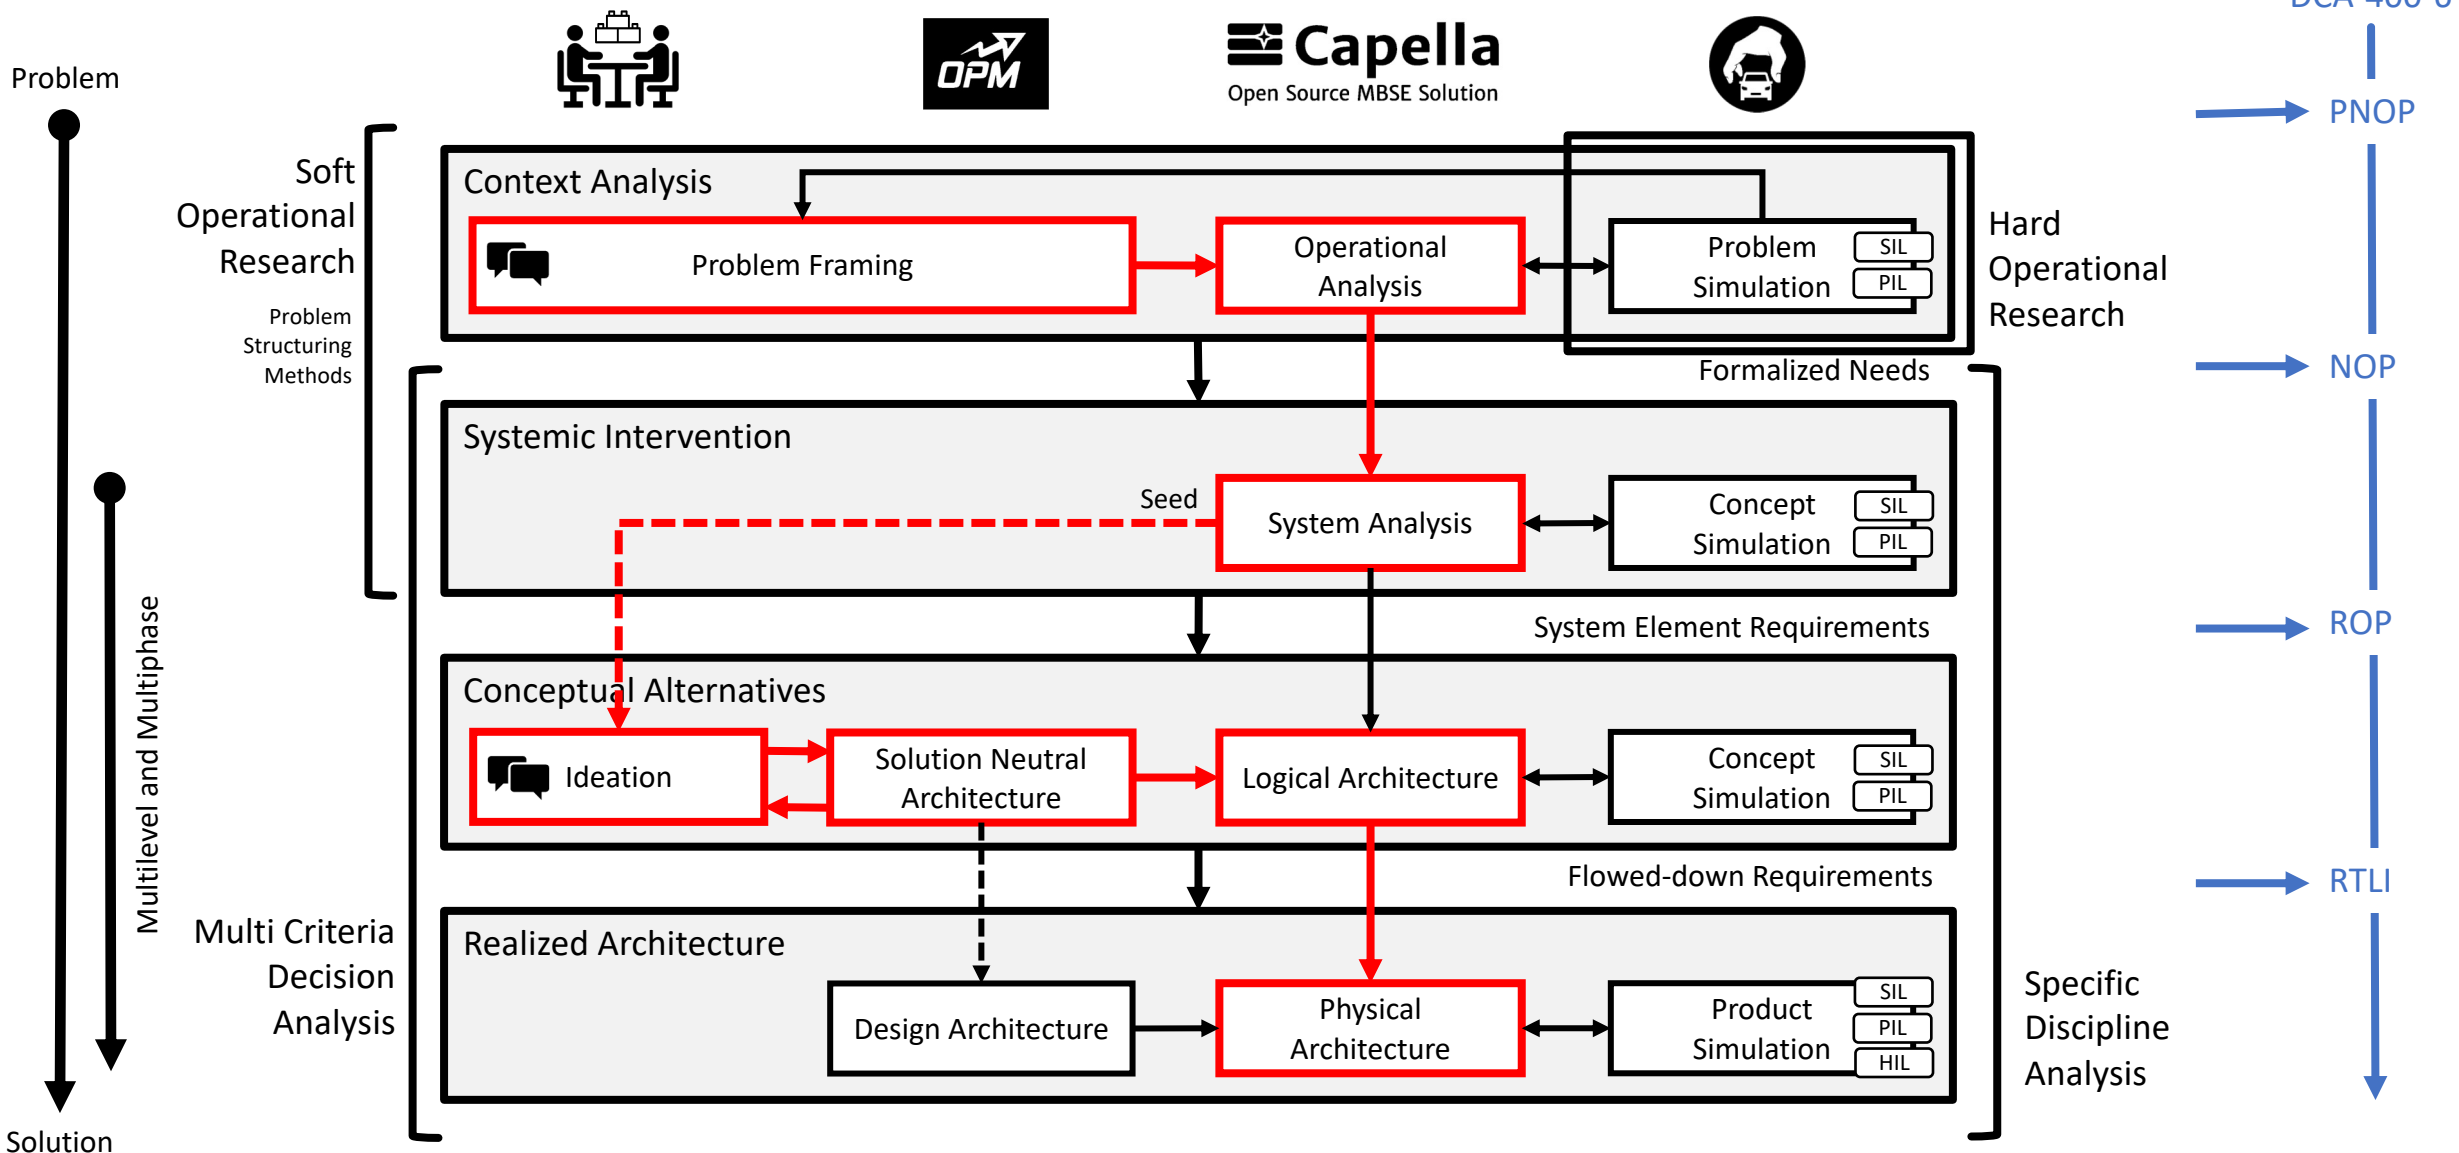 Problem
OPM
Capella
Open Source MBSE Solution
PNOP
Soft
Operational
Research
Problem
Structuring
Methods
Context Analysis
Problem Framing
Operational
Analysis
Problem
Simulation
SIL
PIL
Hard
Operational
Research
Formalized Needs
NOP
Systemic Intervention
Seed
System Analysis
Concept
Simulation
SIL
PIL
System Element Requirements
ROP
Multilevel and Multiphase
Conceptual Alternatives
Ideation
Solution Neutral
Architecture
Logical Architecture
Concept
Simulation
SIL
PIL
Flowed-down Requirements
RTLI
Multi Criteria
Decision
Analysis
Realized Architecture
Design Architecture
Physical
Architecture
Product
Simulation
SIL
PIL
HIL
Specific
Discipline
Analysis
Solution